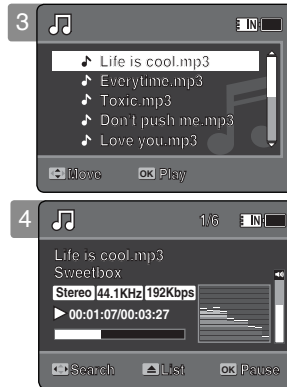 3
IN
Life is cool.mp3
Everytime.mp3
Toxic.mp3
Don't push me.mp3
Love you.mp3
Move OK Play
4
1/6 IN
Life is cool.mp3
Sweetbox
Stereo 44.1KHz 192Kbps
00:01:07/00:03:27
Search List OK Pause